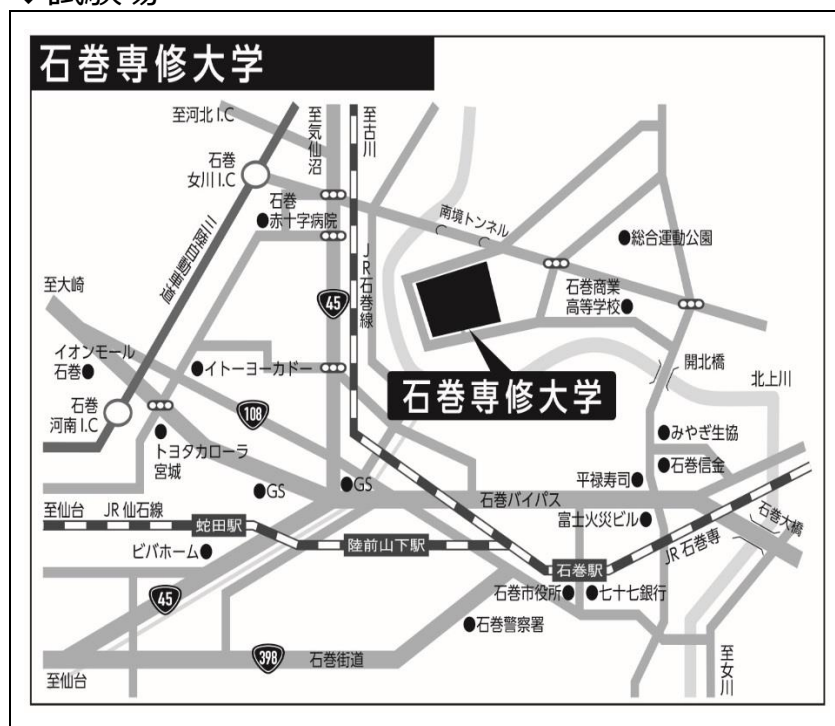 試験場
石巻専修大学
至河北I.C
至気仙沼
至古川
石巻
女川I.C
石巻
赤十字病院
南境トンネル
総合運動公園
三陸自動車道
JR石巻線
45
至大崎
石巻商業
高等学校
イオンモール
石巻
イトーヨーカドー
開北橋
北上川
石巻専修大学
石巻
河南I.C
108
みやぎ生協
トヨタカローラ
宮城
石巻信金
平禄寿司
GS
GS
石巻バイパス
至仙台
JR仙石線
蛇田駅
富士火災ビル
石巻大橋
ビバホーム
陸前山下駅
JR石巻専
石巻駅
45
石巻市役所
七十七銀行
石巻警察署
398
石巻街道
至仙台
至女川